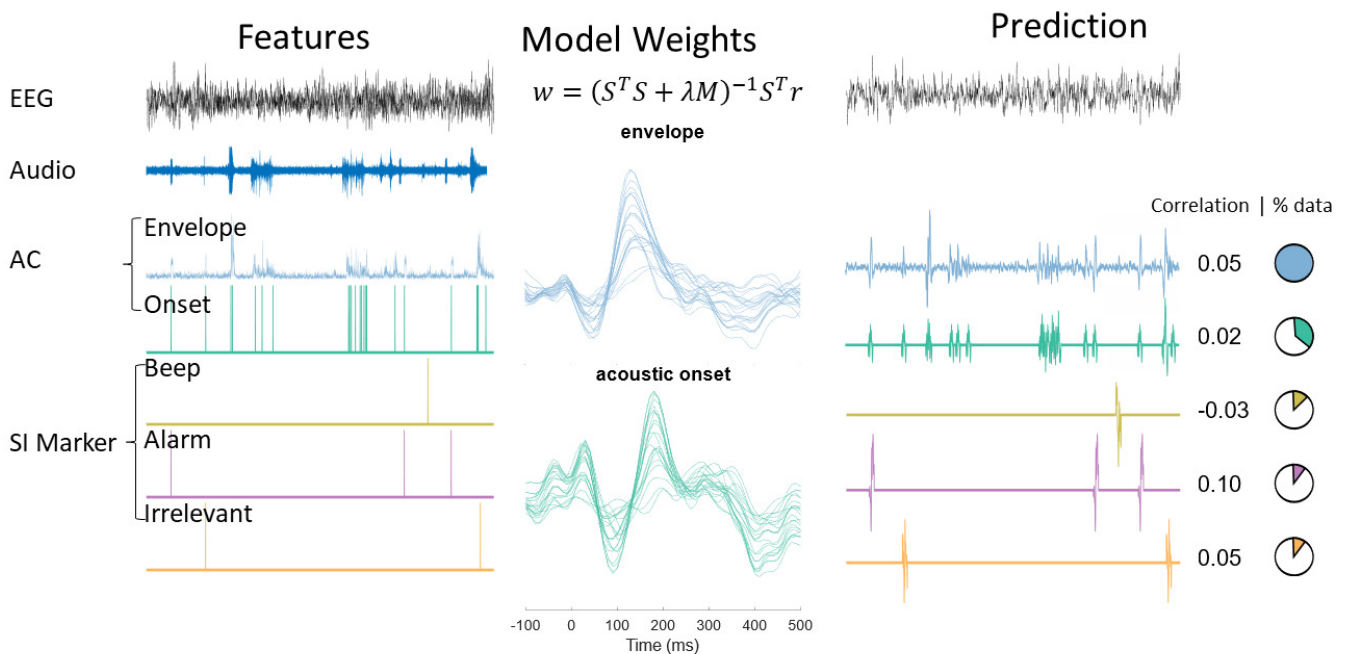 Features
Model Weights
Prediction
EEG
w = (SᵀS + λM)⁻¹Sᵀr
envelope
Audio
Correlation | % data
AC
Envelope
0.05
Onset
0.02
acoustic onset
SI Marker
Beep
-0.03
Alarm
0.10
Irrelevant
0.05
-100 0 100 200 300 400 500
Time (ms)